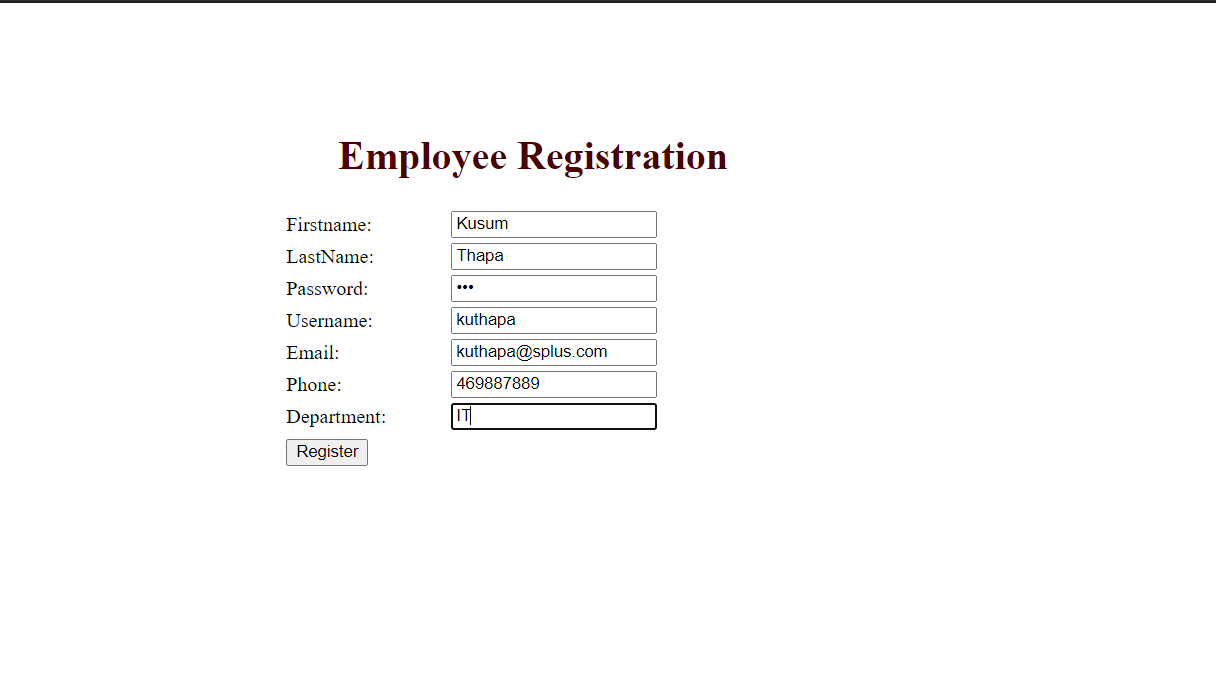 Employee Registration
Firstname: Kusum
LastName: Thapa
Password: •••
Username: kuthapa
Email: kuthapa@splus.com
Phone: 469887889
Department: IT
Register